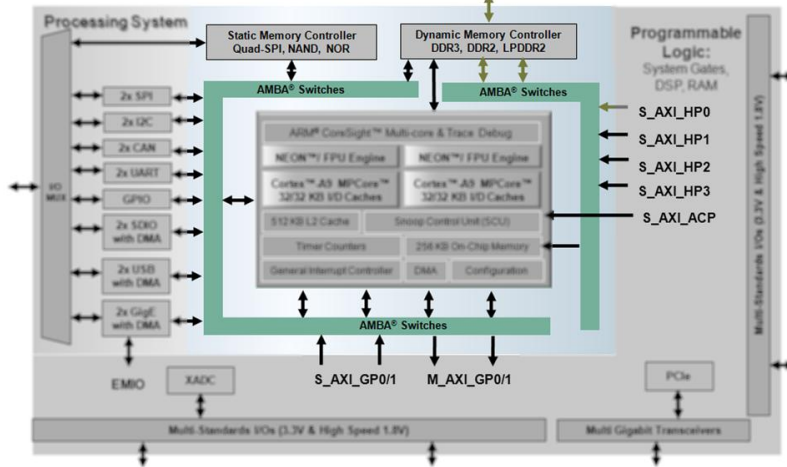 Processing System
Static Memory Controller
Quad-SPI, NAND, NOR
Dynamic Memory Controller
DDR3, DDR2, LPDDR2
Programmable
Logic:
System Gates,
DSP, RAM
AMBA® Switches
AMBA® Switches
2x SPI
2x I2C
2x CAN
2x UART
GPIO
2x SDIO
with DMA
2x USB
with DMA
2x GigE
with DMA
I/O
MUX
ARM® CoreSight™ Multi-core & Trace Debug
NEON™/ FPU Engine
NEON™/ FPU Engine
Cortex™-A9 MPCore™
32/32 KB I/D Caches
Cortex™-A9 MPCore™
32/32 KB I/D Caches
512 KB L2 Cache
Snoop Control Unit (SCU)
Timer Counters
256 KB On-Chip Memory
General Interrupt Controller
DMA
Configuration
S_AXI_HP0
S_AXI_HP1
S_AXI_HP2
S_AXI_HP3
S_AXI_ACP
AMBA® Switches
S_AXI_GP0/1
M_AXI_GP0/1
EMIO
XADC
PCIe
Multi-Standards I/Os (3.3V & High Speed 1.8V)
Multi-Standards I/Os (3.3V & High Speed 1.8V)
Multi Gigabit Transceivers